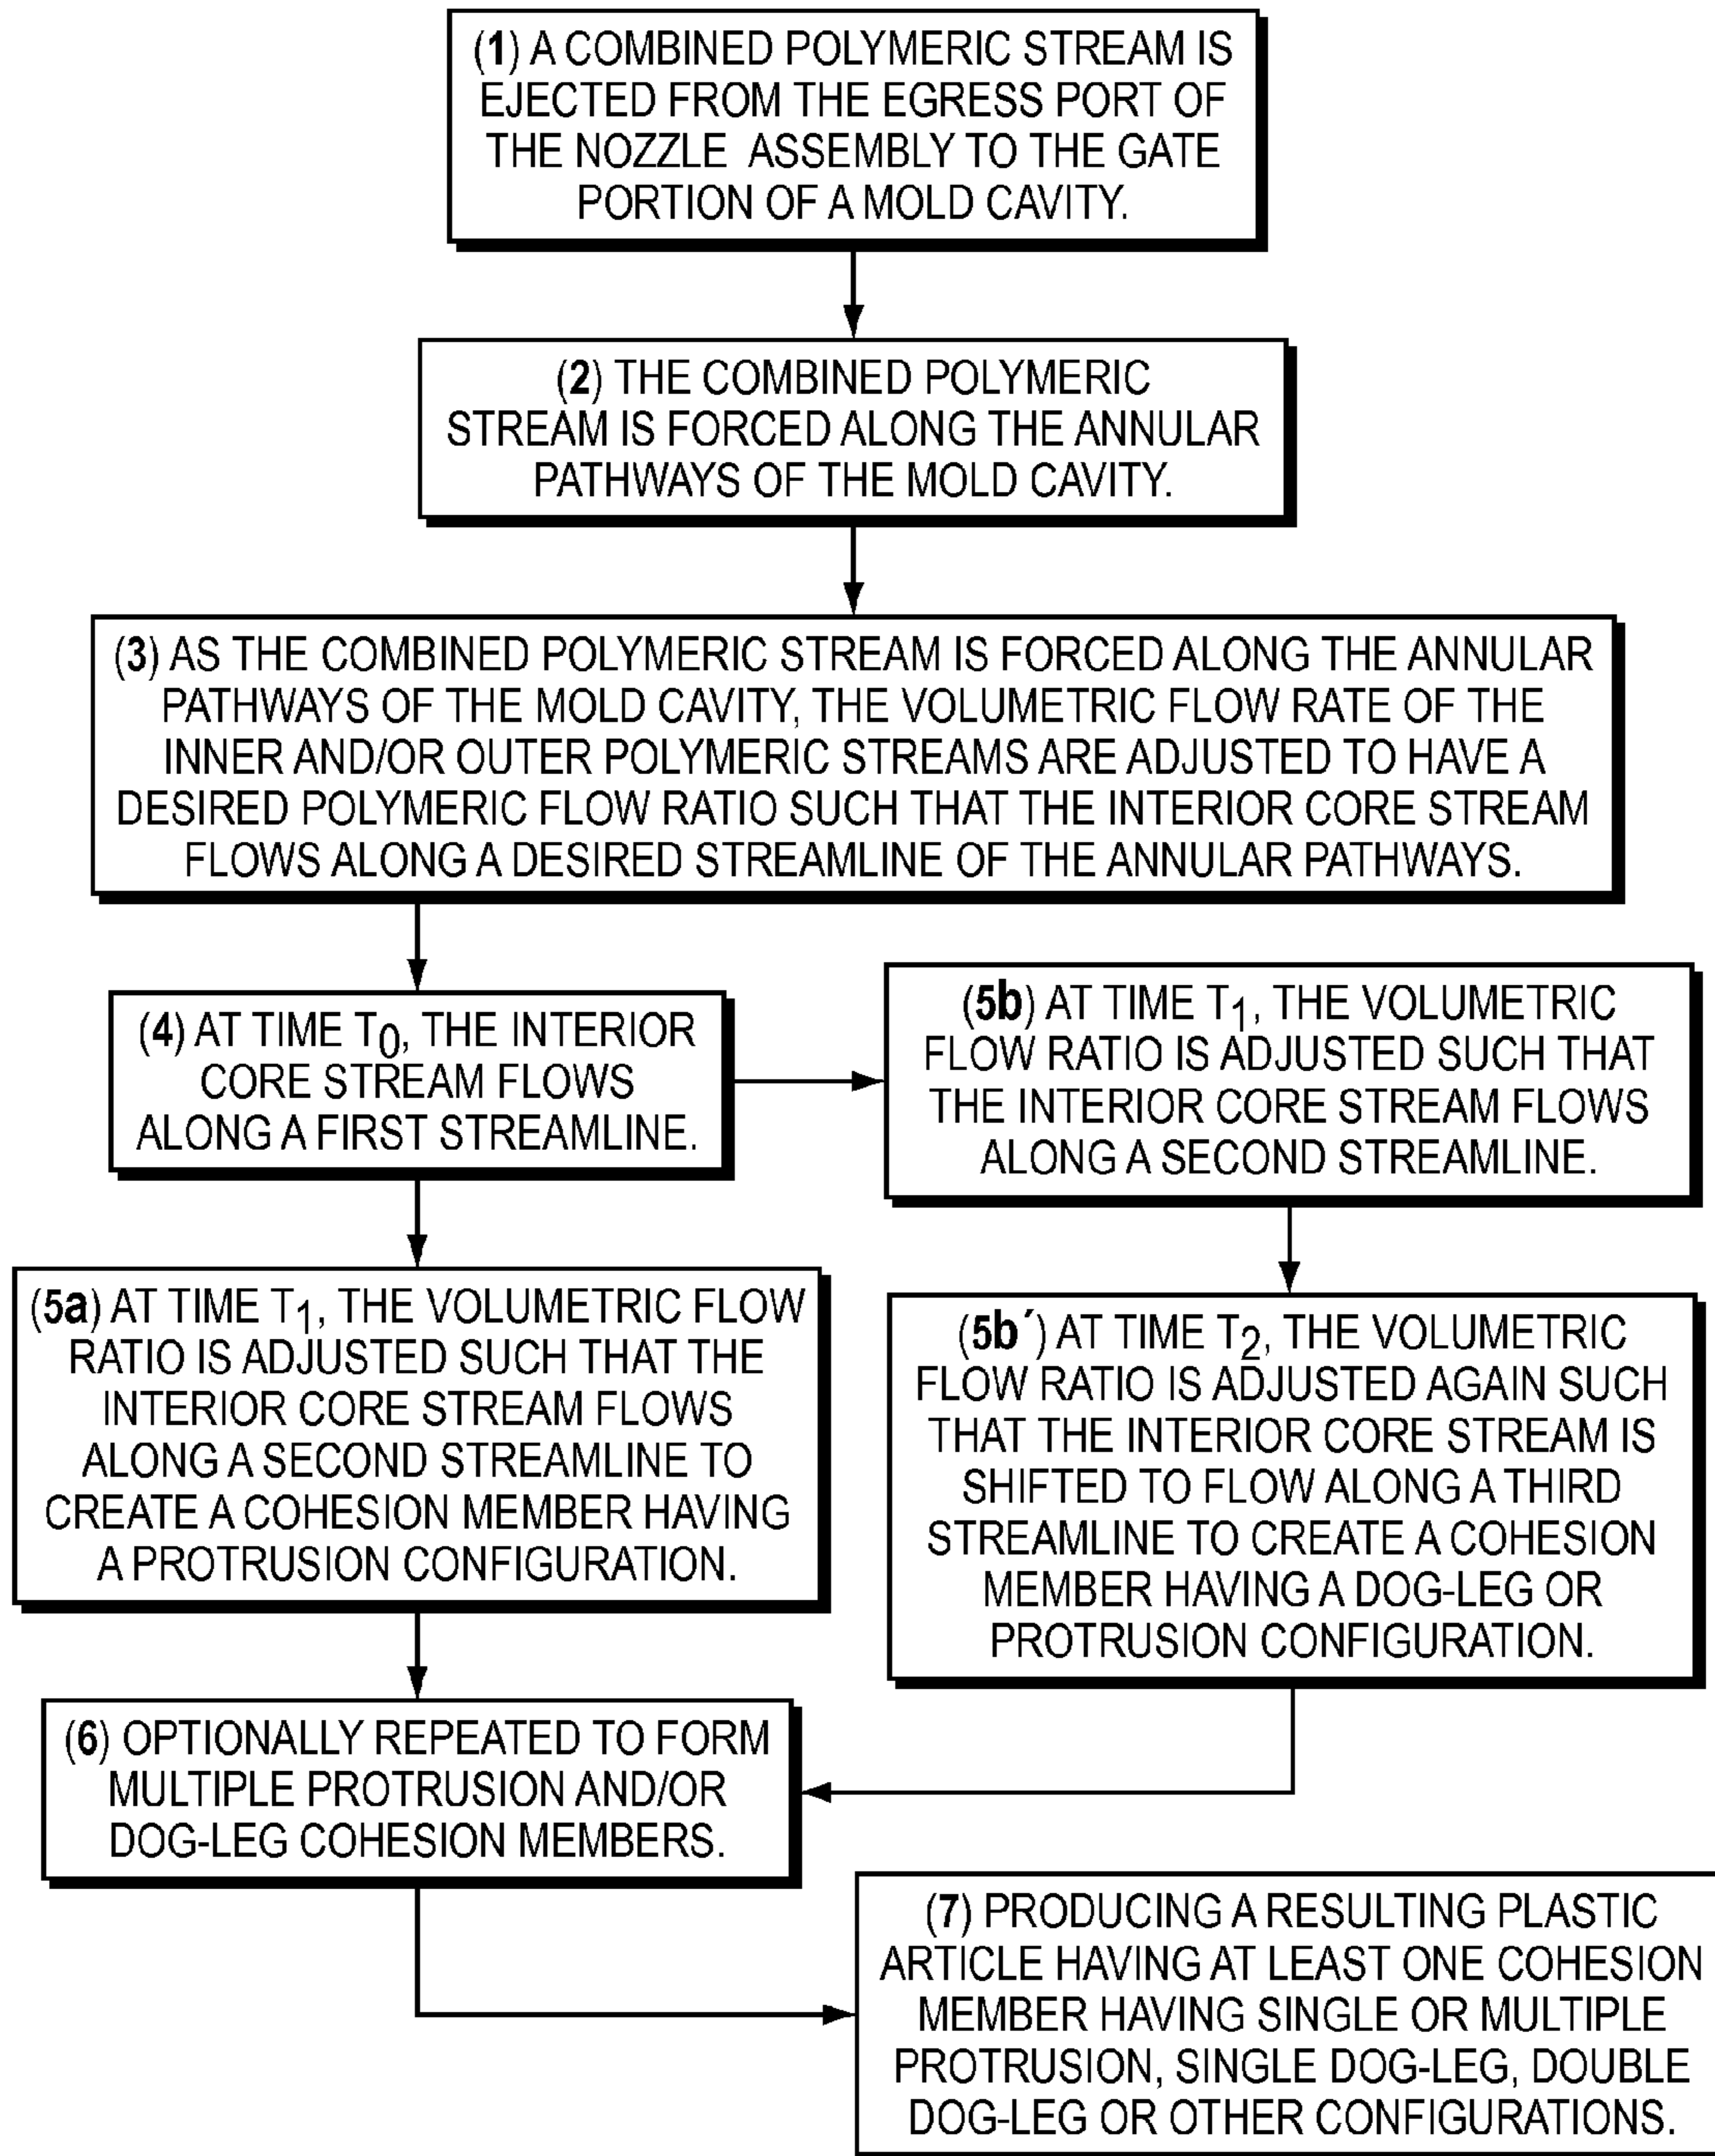 (1) A COMBINED POLYMERIC STREAM IS
EJECTED FROM THE EGRESS PORT OF
THE NOZZLE ASSEMBLY TO THE GATE
PORTION OF A MOLD CAVITY.
(2) THE COMBINED POLYMERIC
STREAM IS FORCED ALONG THE ANNULAR
PATHWAYS OF THE MOLD CAVITY.
(3) AS THE COMBINED POLYMERIC STREAM IS FORCED ALONG THE ANNULAR
PATHWAYS OF THE MOLD CAVITY, THE VOLUMETRIC FLOW RATE OF THE
INNER AND/OR OUTER POLYMERIC STREAMS ARE ADJUSTED TO HAVE A
DESIRED POLYMERIC FLOW RATIO SUCH THAT THE INTERIOR CORE STREAM
FLOWS ALONG A DESIRED STREAMLINE OF THE ANNULAR PATHWAYS.
(4) AT TIME T0, THE INTERIOR
CORE STREAM FLOWS
ALONG A FIRST STREAMLINE.
(5a) AT TIME T1, THE VOLUMETRIC FLOW
RATIO IS ADJUSTED SUCH THAT THE
INTERIOR CORE STREAM FLOWS
ALONG A SECOND STREAMLINE TO
CREATE A COHESION MEMBER HAVING
A PROTRUSION CONFIGURATION.
(5b) AT TIME T1, THE VOLUMETRIC
FLOW RATIO IS ADJUSTED SUCH THAT
THE INTERIOR CORE STREAM FLOWS
ALONG A SECOND STREAMLINE.
(5b´) AT TIME T2, THE VOLUMETRIC
FLOW RATIO IS ADJUSTED AGAIN SUCH
THAT THE INTERIOR CORE STREAM IS
SHIFTED TO FLOW ALONG A THIRD
STREAMLINE TO CREATE A COHESION
MEMBER HAVING A DOG-LEG OR
PROTRUSION CONFIGURATION.
(6) OPTIONALLY REPEATED TO FORM
MULTIPLE PROTRUSION AND/OR
DOG-LEG COHESION MEMBERS.
(7) PRODUCING A RESULTING PLASTIC
ARTICLE HAVING AT LEAST ONE COHESION
MEMBER HAVING SINGLE OR MULTIPLE
PROTRUSION, SINGLE DOG-LEG, DOUBLE
DOG-LEG OR OTHER CONFIGURATIONS.